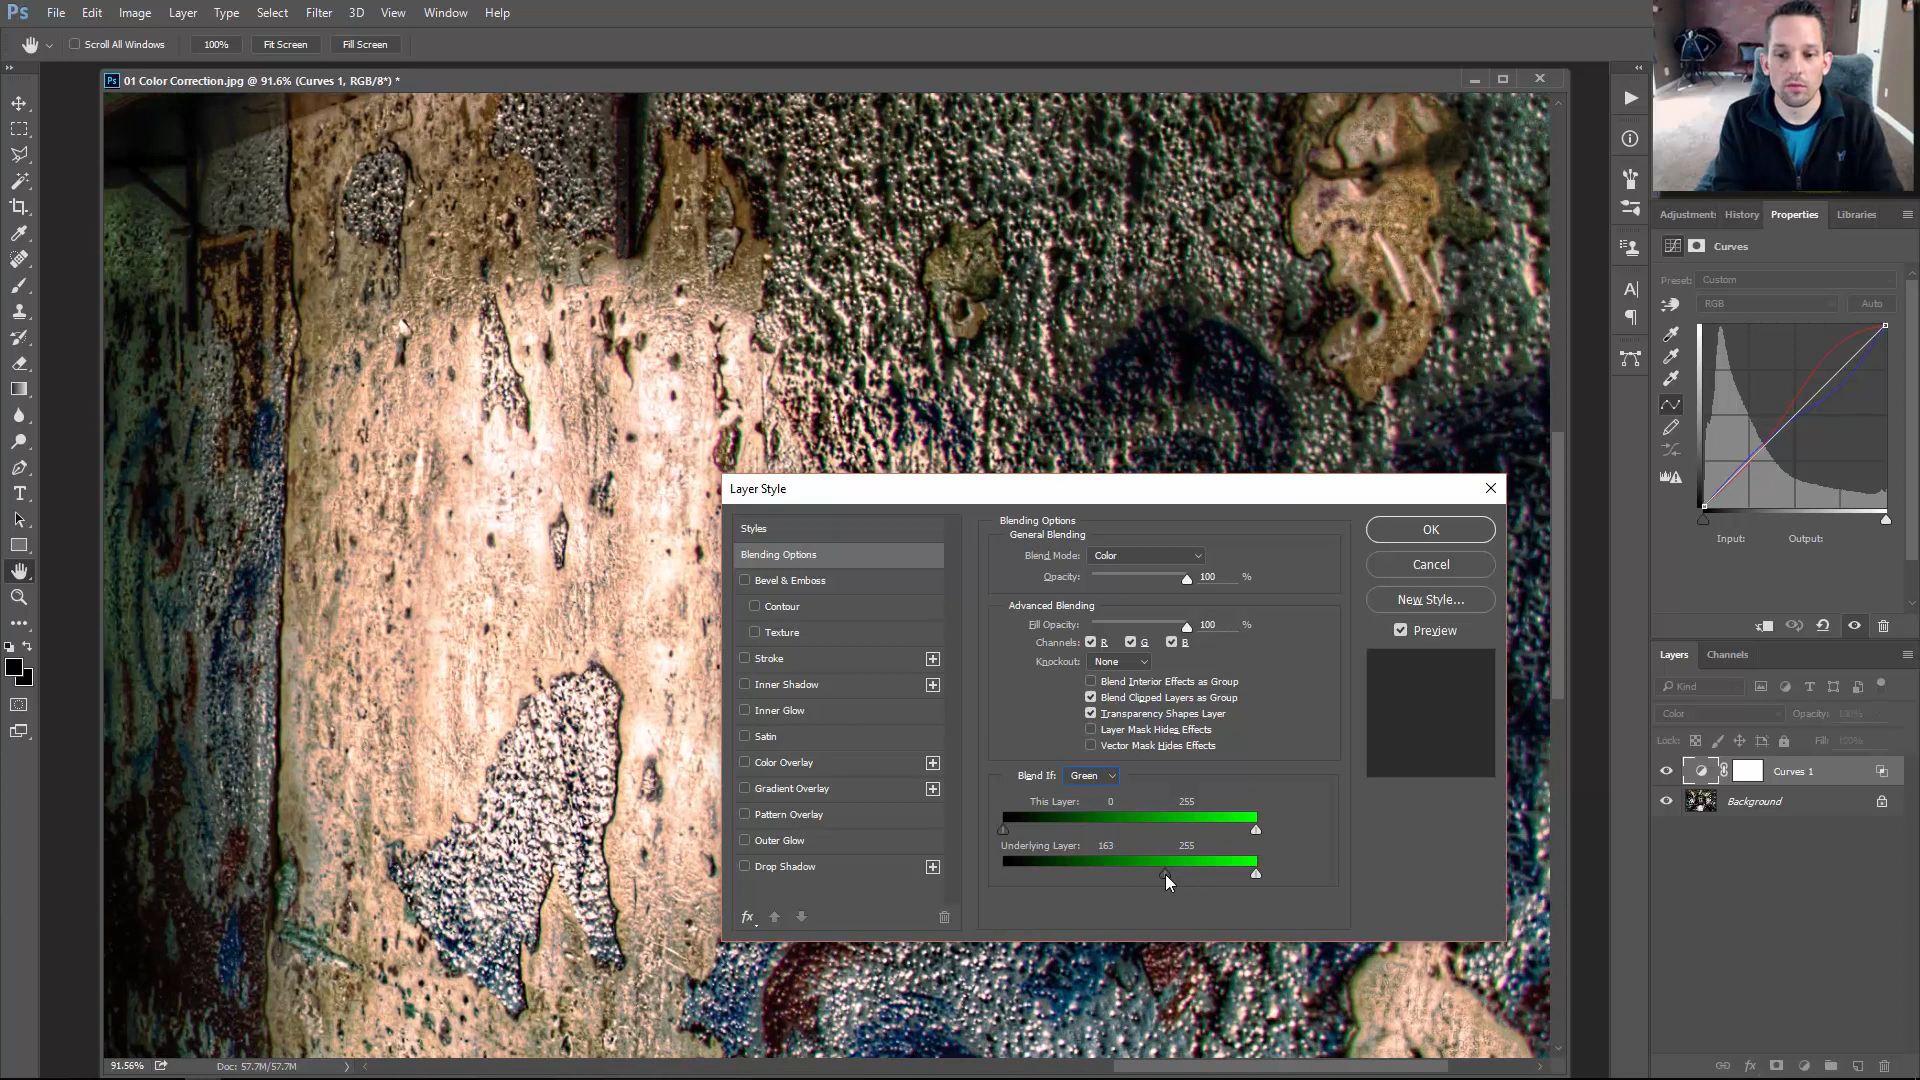 Ps File Edit Image Layer Type Select Filter 3D View Window Help
Scroll All Windows 100% Fit Screen Fill Screen
Ps 01 Color Correction.jpg @ 91.6% (Curves 1, RGB/8*) *
Adjustments History Properties Libraries
Curves
Preset: Custom
RGB Auto
Input: Output:
Layer Style
Styles
Blending Options
Bevel & Emboss
Contour
Texture
Stroke
Inner Shadow
Inner Glow
Satin
Color Overlay
Gradient Overlay
Pattern Overlay
Outer Glow
Drop Shadow
fx
Blending Options
General Blending
Blend Mode: Color
Opacity: 100 %
Advanced Blending
Fill Opacity: 100 %
Channels: R G B
Knockout: None
Blend Interior Effects as Group
Blend Clipped Layers as Group
Transparency Shapes Layer
Layer Mask Hides Effects
Vector Mask Hides Effects
Blend If: Green
This Layer: 0 255
Underlying Layer: 163 255
OK
Cancel
New Style...
Preview
Layers Channels
Kind
Color Opacity: 100%
Lock: Fill: 100%
Curves 1
Background
fx
91.56% Doc: 57.7M/57.7M